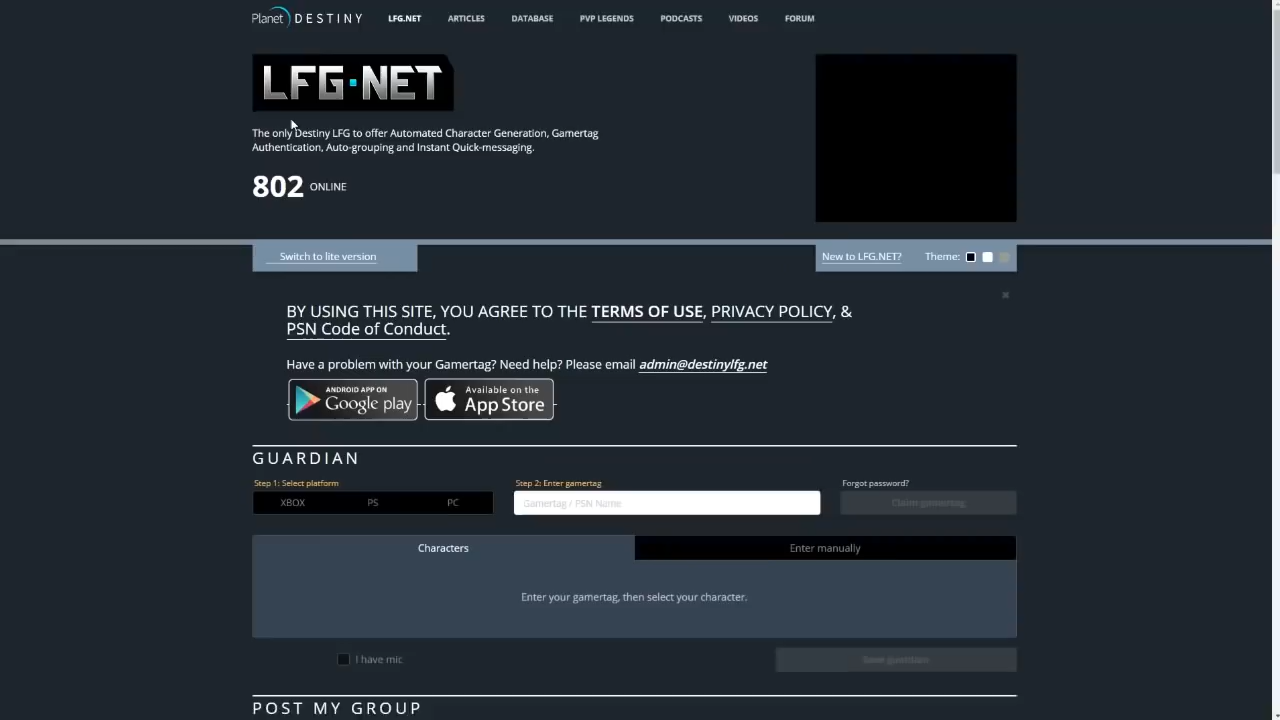 Planet DESTINY LFG.NET ARTICLES DATABASE PVP LEGENDS PODCASTS VIDEOS FORUM
LFG·NET
The only Destiny LFG to offer Automated Character Generation, Gamertag
Authentication, Auto-grouping and Instant Quick-messaging.
802 ONLINE
Switch to lite version
New to LFG.NET? Theme:
BY USING THIS SITE, YOU AGREE TO THE TERMS OF USE, PRIVACY POLICY, &
PSN Code of Conduct.
Have a problem with your Gamertag? Need help? Please email admin@destinylfg.net
ANDROID APP ON
Google play
Available on the
App Store
GUARDIAN
Step 1: Select platform
Step 2: Enter gamertag
Forgot password?
XBOX PS PC
Gamertag / PSN Name
Claim gamertag
Characters
Enter manually
Enter your gamertag, then select your character.
I have mic
Save guardian
POST MY GROUP